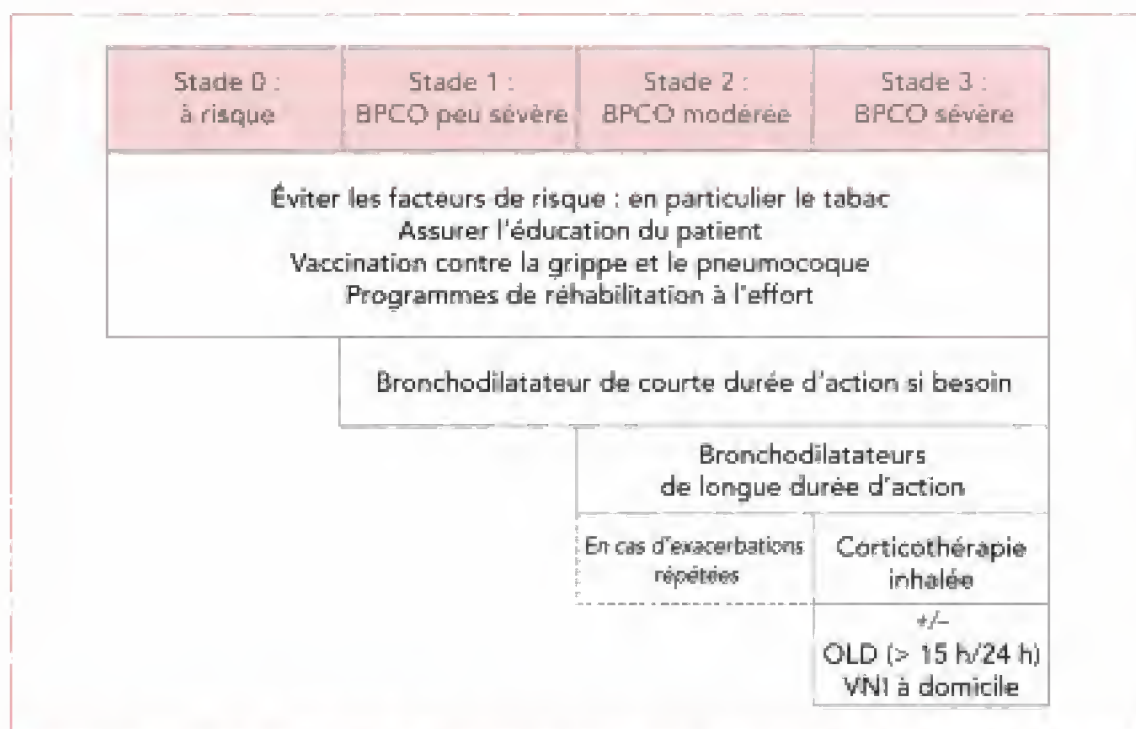 Stade 0 :
à risque
Stade 1 :
BPCO peu sévère
Stade 2 :
BPCO modérée
Stade 3 :
BPCO sévère
Éviter les facteurs de risque : en particulier le tabac
Assurer l'éducation du patient
Vaccination contre la grippe et le pneumocoque
Programmes de réhabilitation à l'effort
Bronchodilatateur de courte durée d'action si besoin
Bronchodilatateurs
de longue durée d'action
En cas d'exacerbations
répétées
Corticothérapie
inhalée
+/–
OLD (> 15 h/24 h)
VNI à domicile